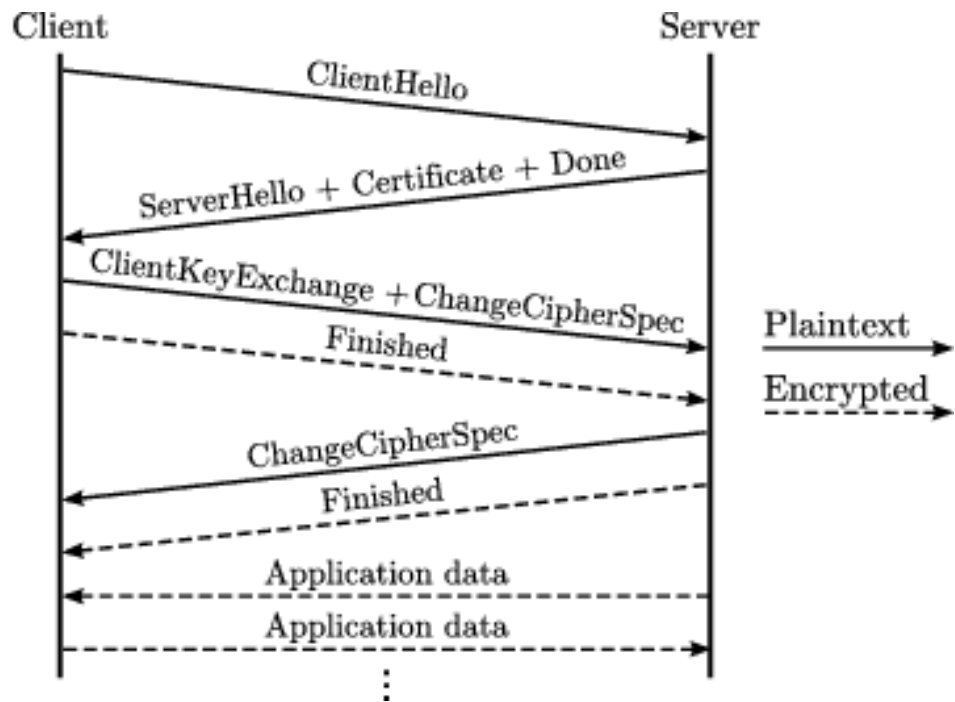 Client
Server
ClientHello
ServerHello + Certificate + Done
ClientKeyExchange +ChangeCipherSpec
Finished
Plaintext
Encrypted
ChangeCipherSpec
Finished
Application data
Application data